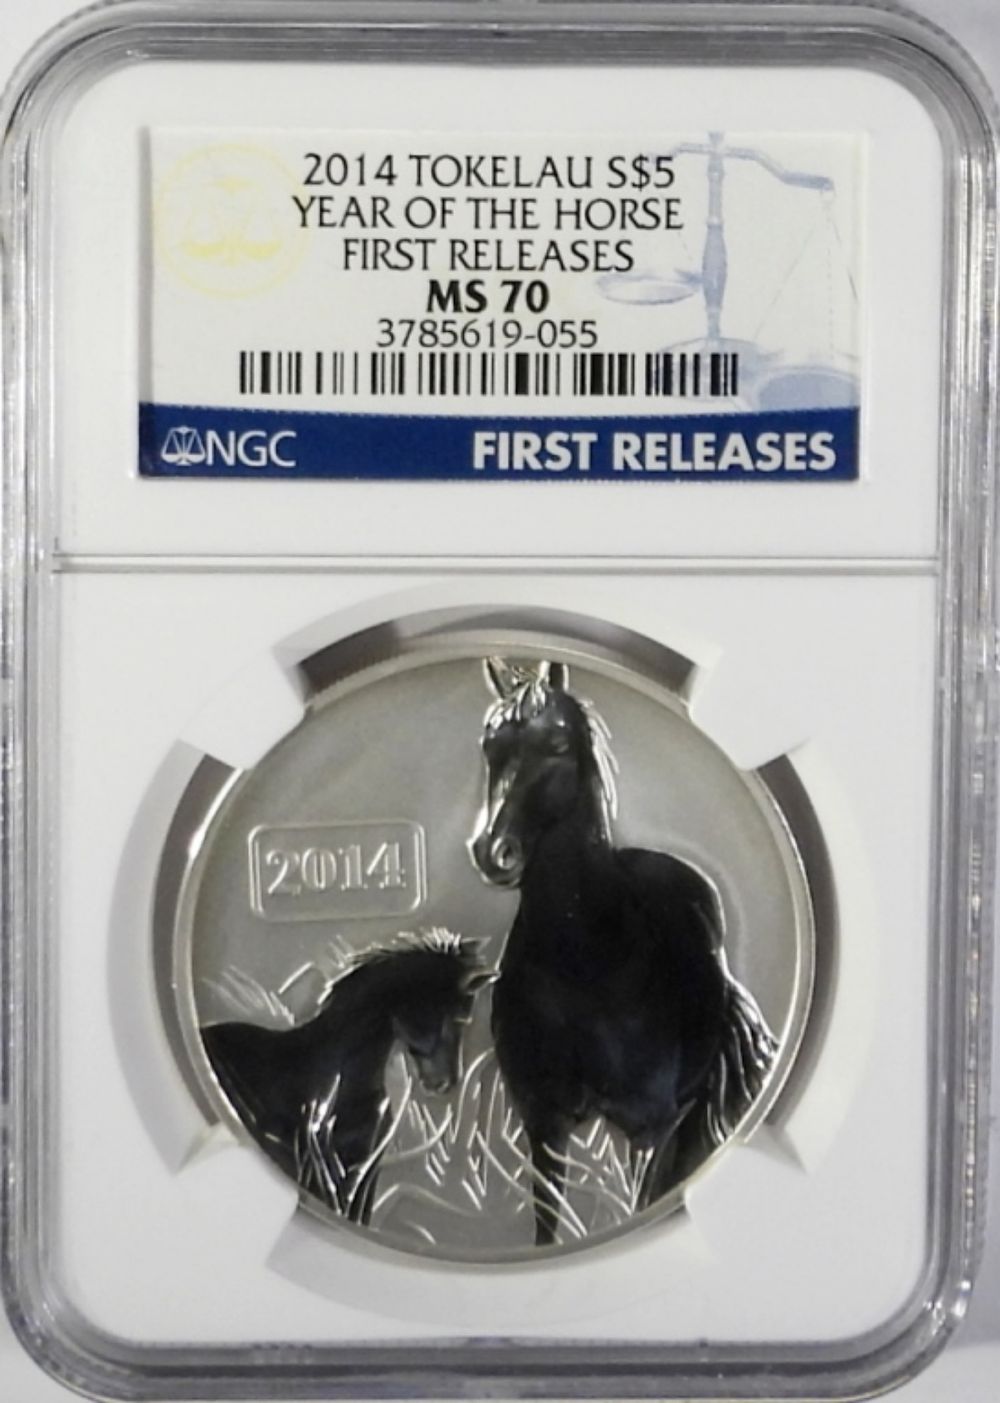 2014 TOKELAU S$5
YEAR OF THE HORSE
FIRST RELEASES
MS 70
3785619-055
NGC FIRST RELEASES
2014